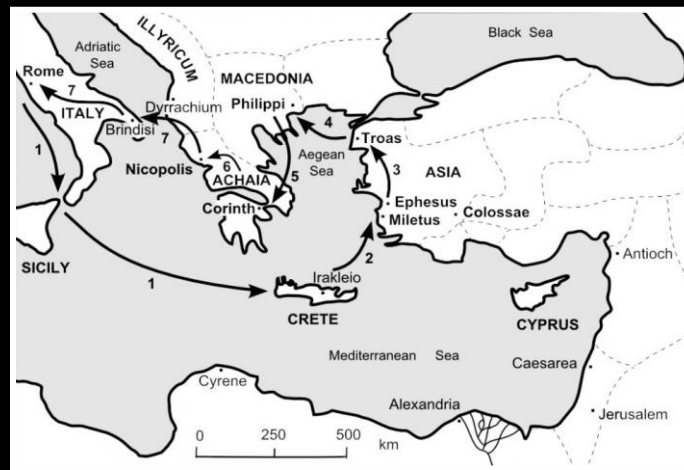 Black Sea
Adriatic
Sea
ILLYRICUM
Rome
7
MACEDONIA
Dyrrachium
Philippi
4
ITALY
Brindisi
7
Troas
1
Nicopolis
6
5
Aegean
Sea
3
ASIA
ACHAIA
Corinth
Ephesus
Miletus
Colossae
2
SICILY
1
Irakleio
CRETE
Antioch
CYPRUS
Mediterranean Sea
Caesarea
Cyrene
Alexandria
Jerusalem
0 250 500
km